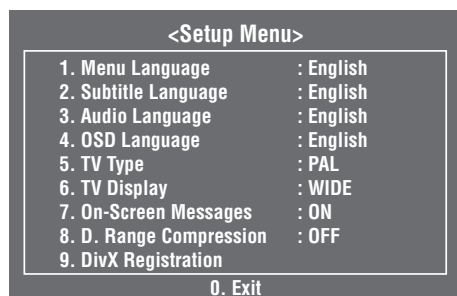 <Setup Menu>
1. Menu Language : English
2. Subtitle Language : English
3. Audio Language : English
4. OSD Language : English
5. TV Type : PAL
6. TV Display : WIDE
7. On-Screen Messages : ON
8. D. Range Compression : OFF
9. DivX Registration
0. Exit